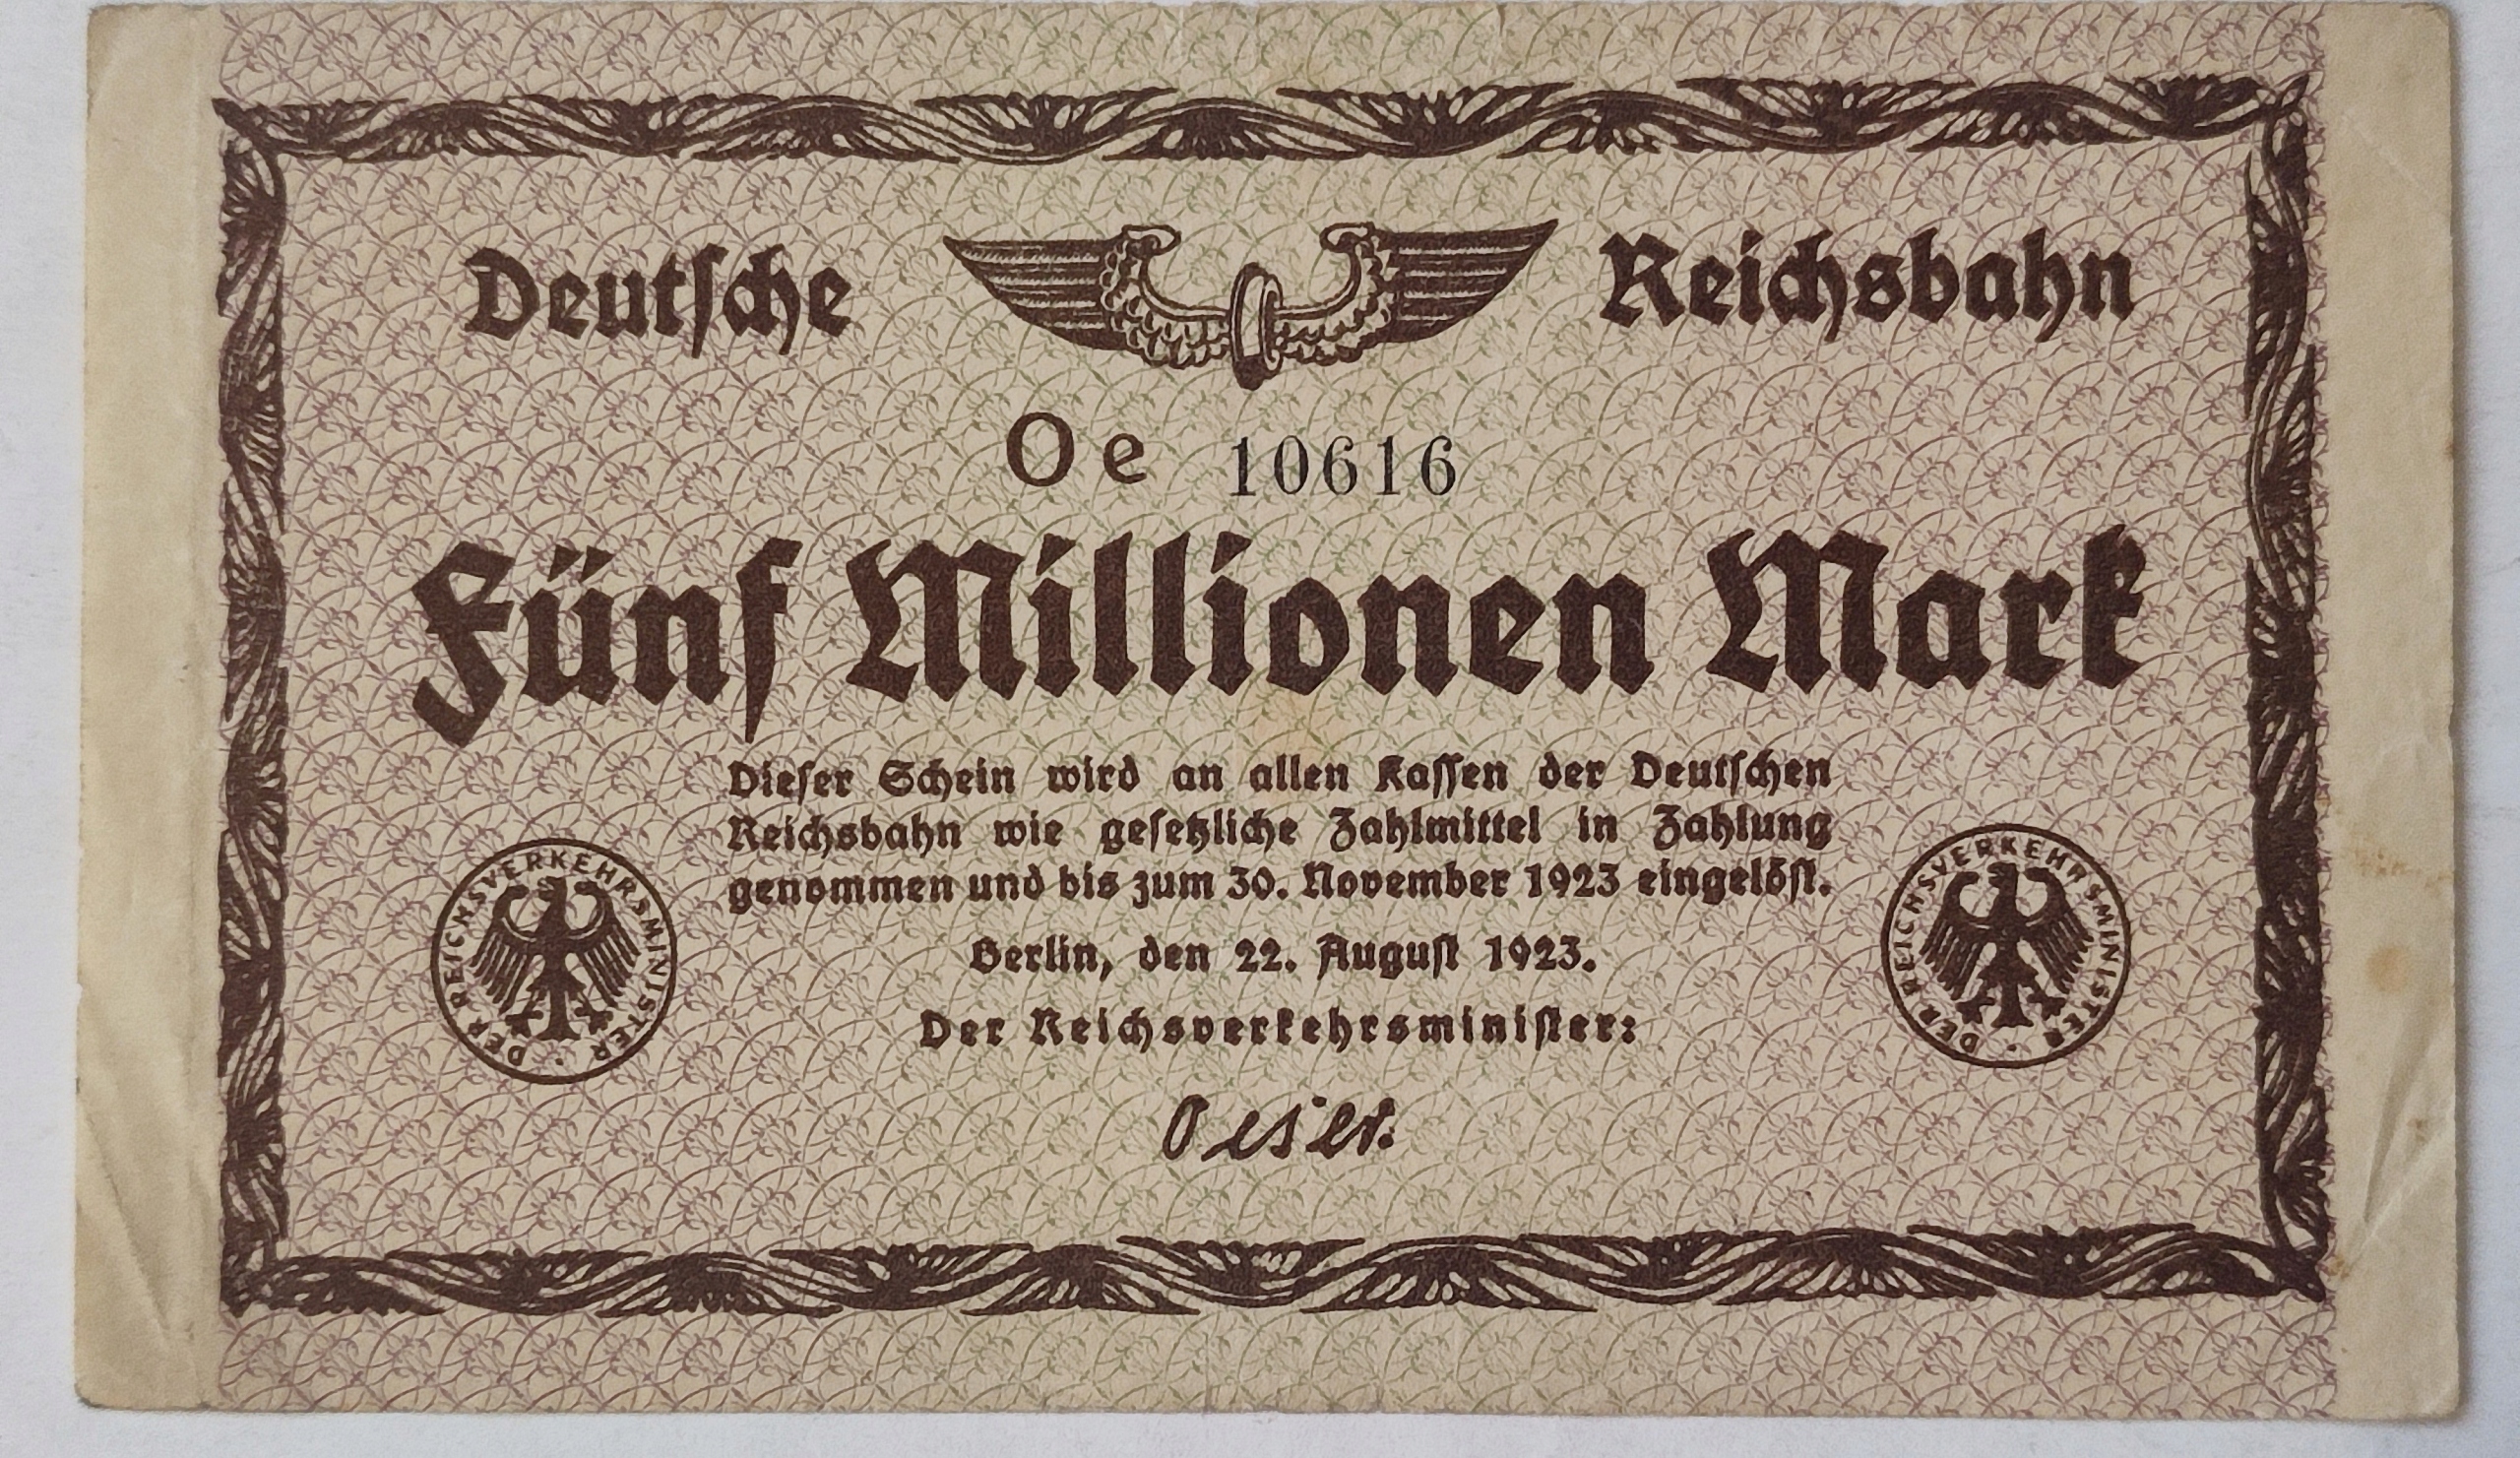 Deutsche Reichsbahn
Oe 10616
Fünf Millionen Mark
Dieser Schein wird an allen Kassen der Deutschen
Reichsbahn wie gesetzliche Zahlmittel in Zahlung
genommen und bis zum 30. November 1923 eingelöst.
Berlin, den 22. August 1923.
Der Reichsverkehrsminister:
Oeser.
DER REICHSVERKEHRSMINISTER
DER REICHSVERKEHRSMINISTER